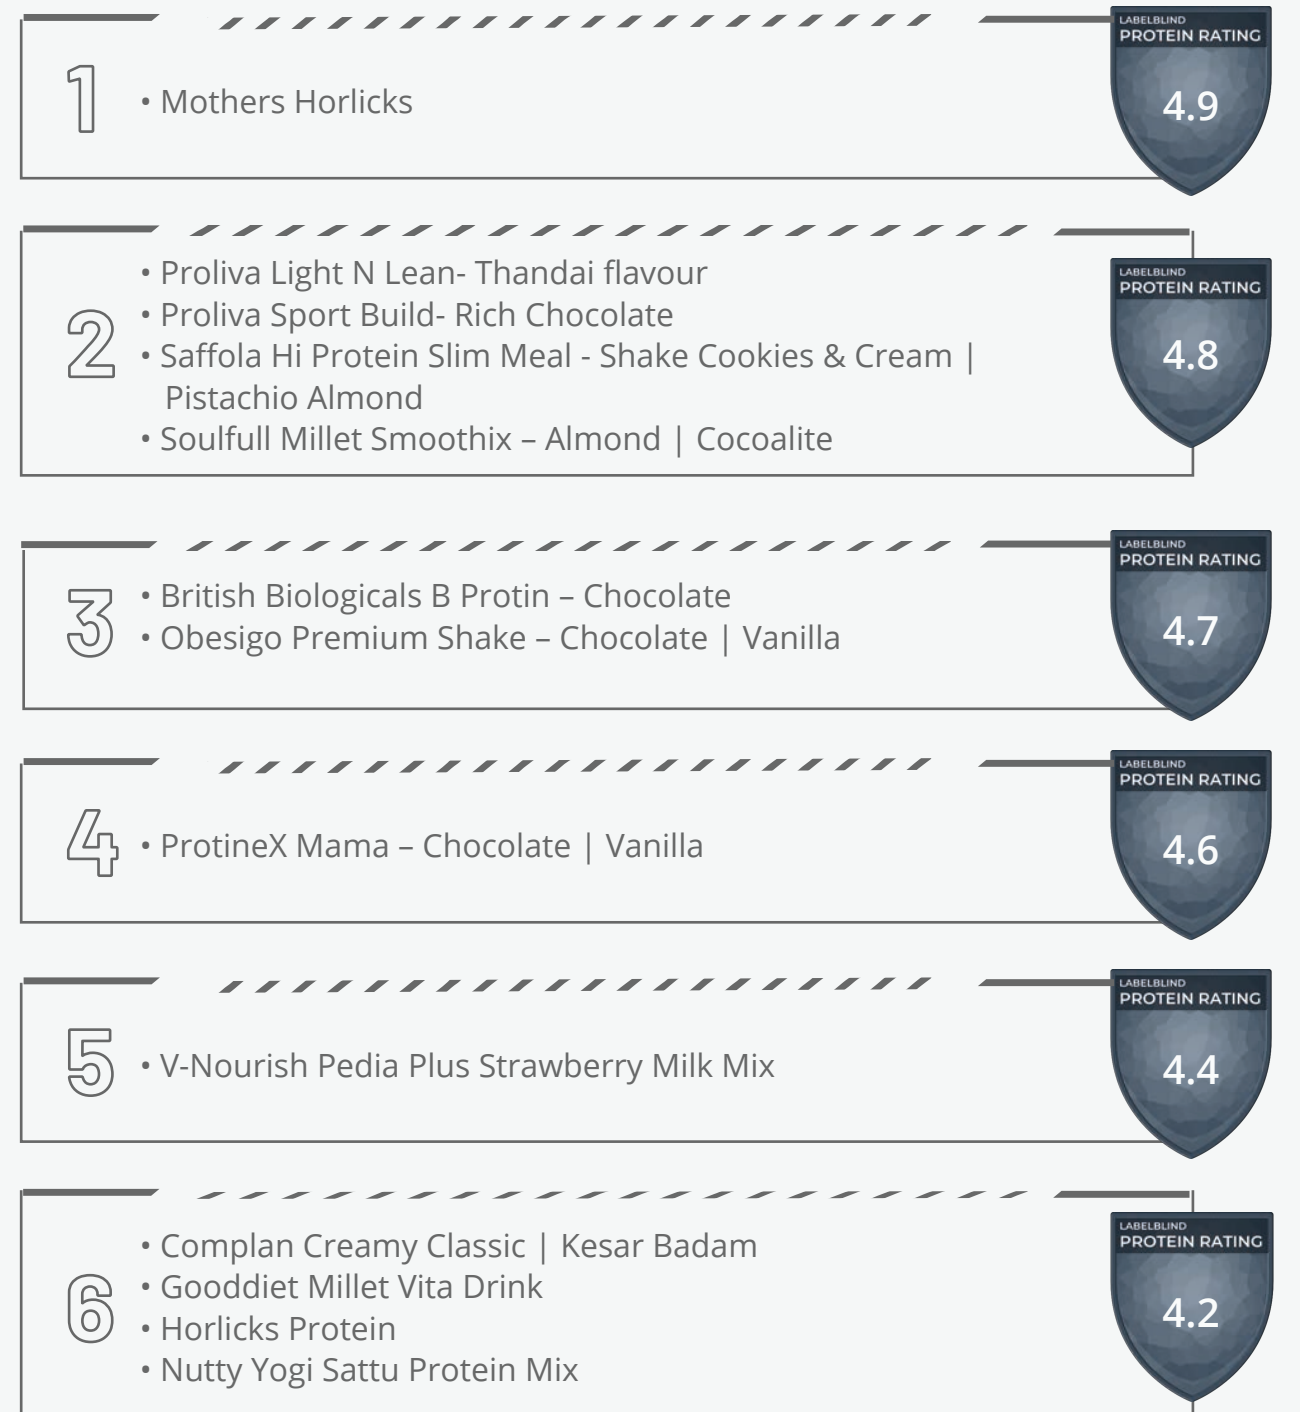 LABELBLIND
PROTEIN RATING
1
• Mothers Horlicks
4.9
LABELBLIND
PROTEIN RATING
2
• Proliva Light N Lean- Thandai flavour
• Proliva Sport Build- Rich Chocolate
• Saffola Hi Protein Slim Meal - Shake Cookies & Cream |
Pistachio Almond
• Soulfull Millet Smoothix – Almond | Cocoalite
4.8
LABELBLIND
PROTEIN RATING
3
• British Biologicals B Protin – Chocolate
• Obesigo Premium Shake – Chocolate | Vanilla
4.7
LABELBLIND
PROTEIN RATING
4
• ProtineX Mama – Chocolate | Vanilla
4.6
LABELBLIND
PROTEIN RATING
5
• V-Nourish Pedia Plus Strawberry Milk Mix
4.4
LABELBLIND
PROTEIN RATING
6
• Complan Creamy Classic | Kesar Badam
• Gooddiet Millet Vita Drink
• Horlicks Protein
• Nutty Yogi Sattu Protein Mix
4.2